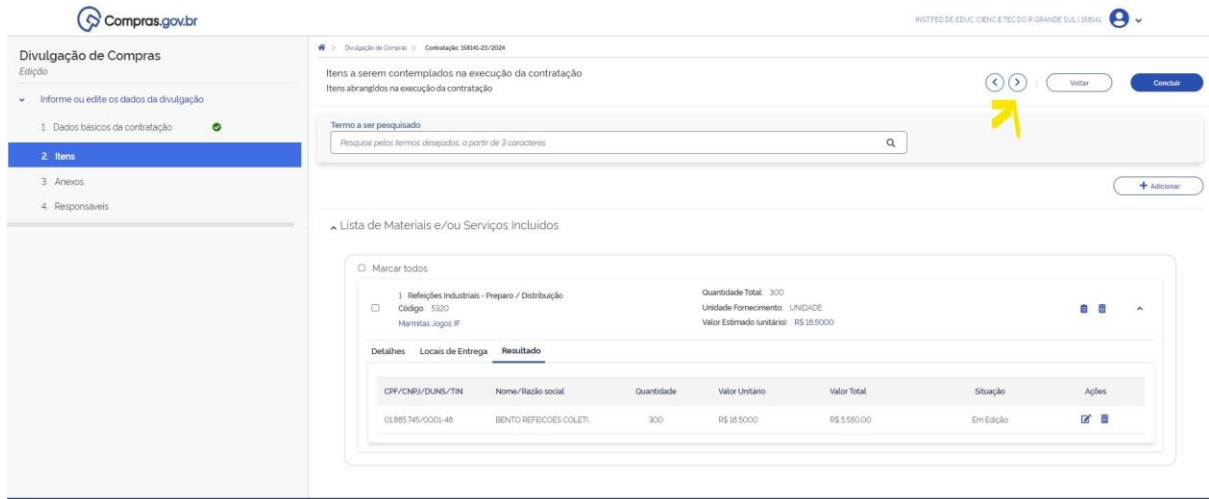 Compras.gov.br
INST.FED.DE EDUC.,CIENC.E TEC.DO R.GRANDE SUL | 158141
Divulgação de Compras
Edição
Informe ou edite os dados da divulgação
1. Dados básicos da contratação
2. Itens
3. Anexos
4. Responsáveis
Divulgação de Compras > Contratação: 158141-23/2024
Itens a serem contemplados na execução da contratação
Itens abrangidos na execução da contratação
Voltar
Concluir
Termo a ser pesquisado
Pesquise pelos termos desejados, a partir de 3 caracteres
+ Adicionar
Lista de Materiais e/ou Serviços Incluídos
Marcar todos
1 Refeições Industriais - Preparo / Distribuição
Código: 5320
Marmitas Jogos IF
Quantidade Total: 300
Unidade Fornecimento: UNIDADE
Valor Estimado (unitário): R$ 18,5000
Detalhes Locais de Entrega Resultado
CPF/CNPJ/DUNS/TIN Nome/Razão social Quantidade Valor Unitário Valor Total Situação Ações
01.885.745/0001-48 BENTO REFEICOES COLETI... 300 R$ 18,5000 R$ 5.550,00 Em Edição